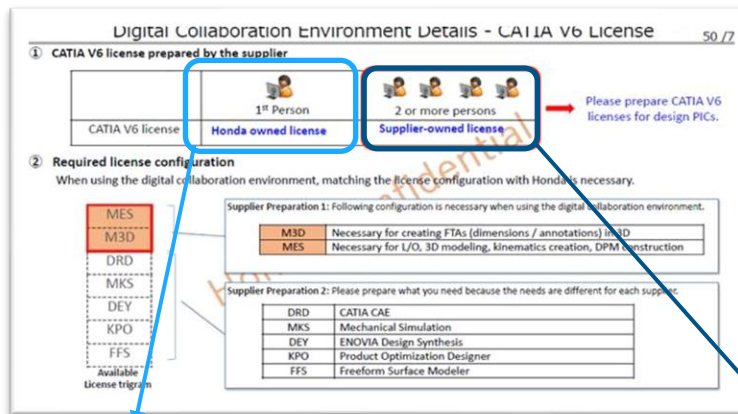 Digital Collaboration Environment Details - CATIA V6 License
50 /7
① CATIA V6 license prepared by the supplier
1st Person
2 or more persons
CATIA V6 license
Honda owned license
Supplier-owned license
Please prepare CATIA V6
licenses for design PICs.
② Required license configuration
When using the digital collaboration environment, matching the license configuration with Honda is necessary.
MES
M3D
DRD
MKS
DEY
KPO
FFS
Available
License trigram
Supplier Preparation 1: Following configuration is necessary when using the digital collaboration environment.
M3D Necessary for creating FTAs (dimensions / annotations) in 3D
MES Necessary for L/O, 3D modeling, kinematics creation, DPM construction
Supplier Preparation 2: Please prepare what you need because the needs are different for each supplier.
DRD CATIA CAE
MKS Mechanical Simulation
DEY ENOVIA Design Synthesis
KPO Product Optimization Designer
FFS Freeform Surface Modeler